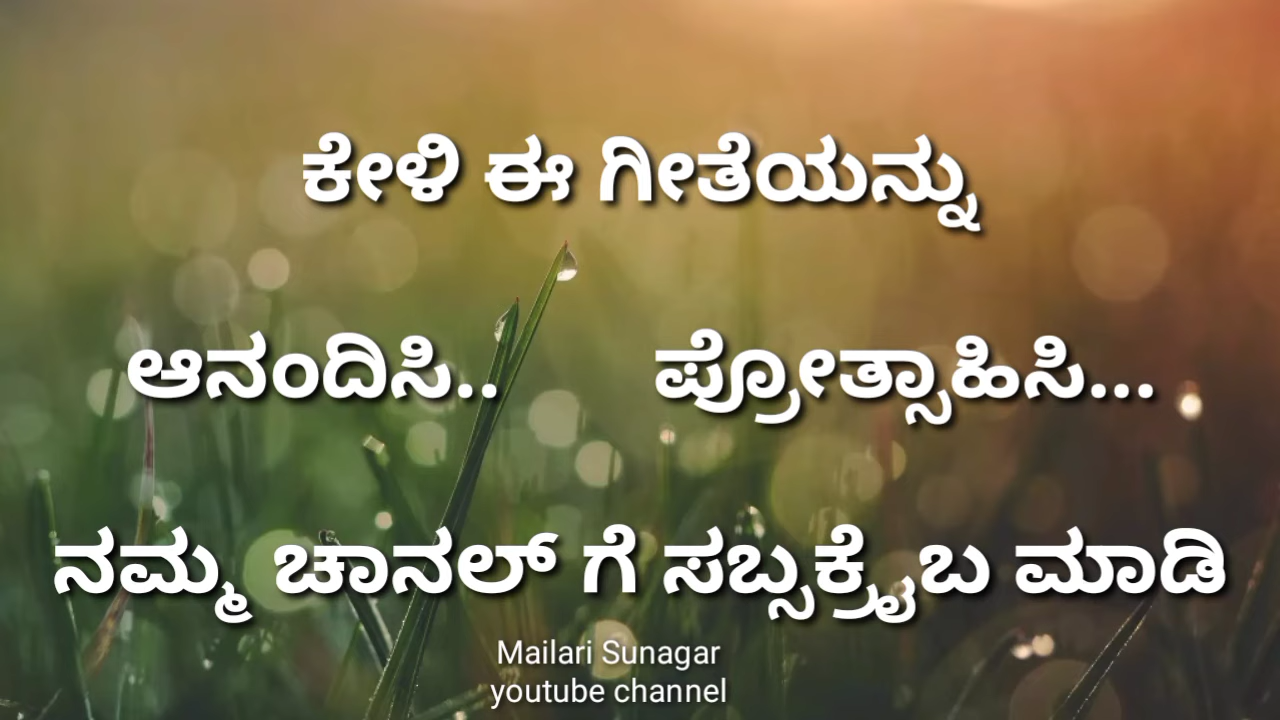 ಕೇಳಿ ಈ ಗೀತೆಯನ್ನು
ಆನಂದಿಸಿ.. ಪ್ರೋತ್ಸಾಹಿಸಿ...
ನಮ್ಮ ಚಾನಲ್ ಗೆ ಸಬ್ಸಕ್ರೈಬ ಮಾಡಿ
Mailari Sunagar
youtube channel